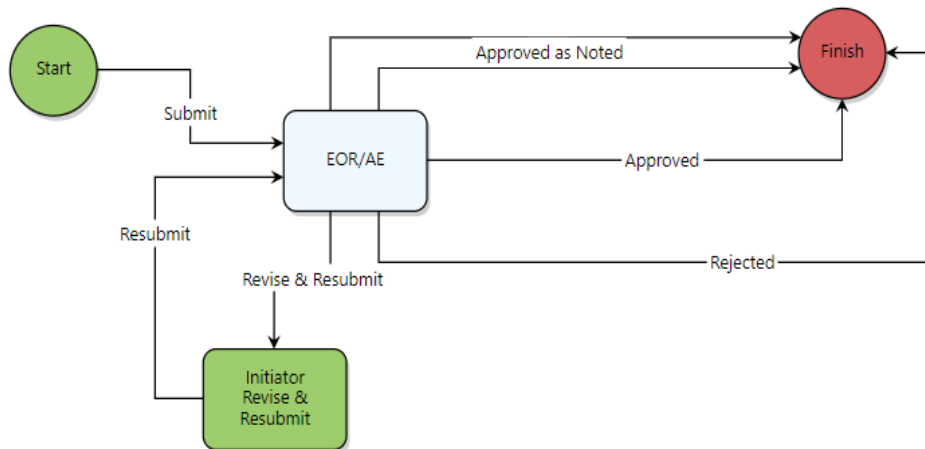 Start
Approved as Noted
Finish
Submit
EOR/AE
Approved
Resubmit
Rejected
Revise & Resubmit
Initiator
Revise &
Resubmit